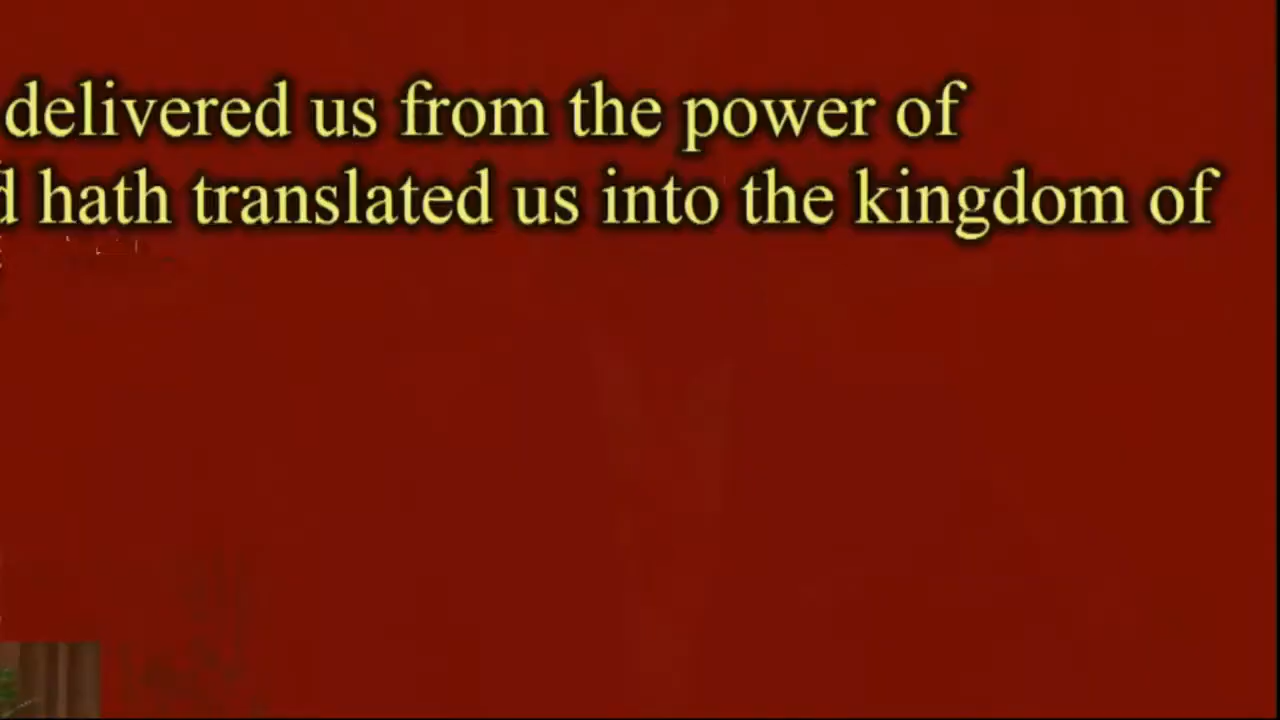 delivered us from the power of
hath translated us into the kingdom of